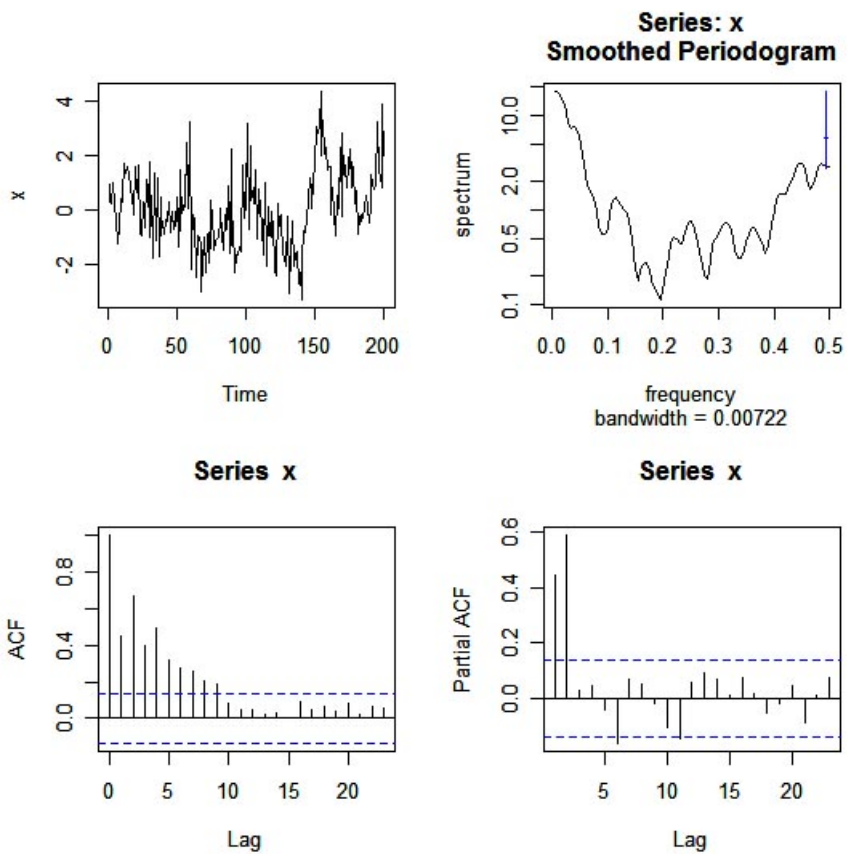 Series: x
Smoothed Periodogram
x
4
2
0
-2
0 50 100 150 200
Time
spectrum
10.0
2.0
0.5
0.1
0.0 0.1 0.2 0.3 0.4 0.5
frequency
bandwidth = 0.00722
Series x
ACF
0.8
0.4
0.0
0 5 10 15 20
Lag
Series x
Partial ACF
0.6
0.4
0.2
0.0
5 10 15 20
Lag